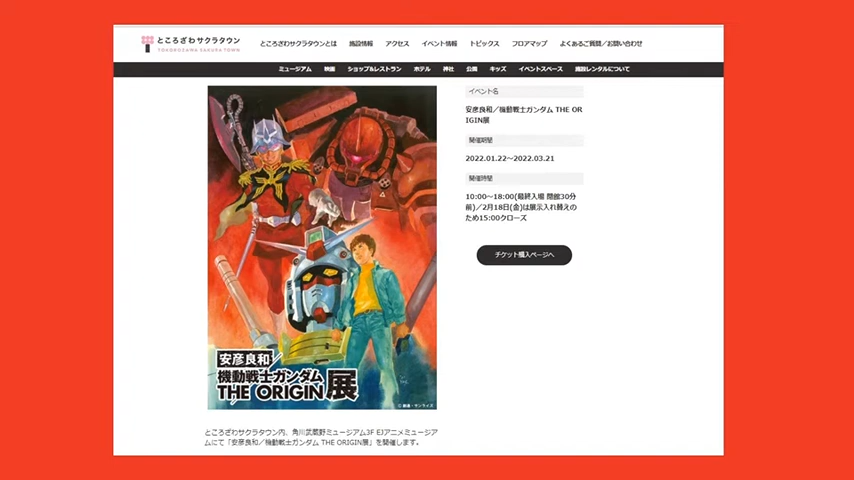 ところざわサクラタウン
TOKOROZAWA SAKURA TOWN
ところざわサクラタウンとは 施設情報 アクセス イベント情報 トピックス フロアマップ よくあるご質問／お問い合わせ
ミュージアム 映画 ショップ&レストラン ホテル 神社 公園 キッズ イベントスペース 施設レンタルについて
イベント名
安彦良和／機動戦士ガンダム THE OR
IGIN展
開催期間
2022.01.22～2022.03.21
開催時間
10:00～18:00(最終入場 閉館30分
前)／2月18日(金)は展示入れ替えの
ため15:00クローズ
チケット購入ページへ
安彦良和／
機動戦士ガンダム
THE ORIGIN展
©創通・サンライズ
ところざわサクラタウン内、角川武蔵野ミュージアム3F EJアニメミュージア
ムにて「安彦良和／機動戦士ガンダム THE ORIGIN展」を開催します。